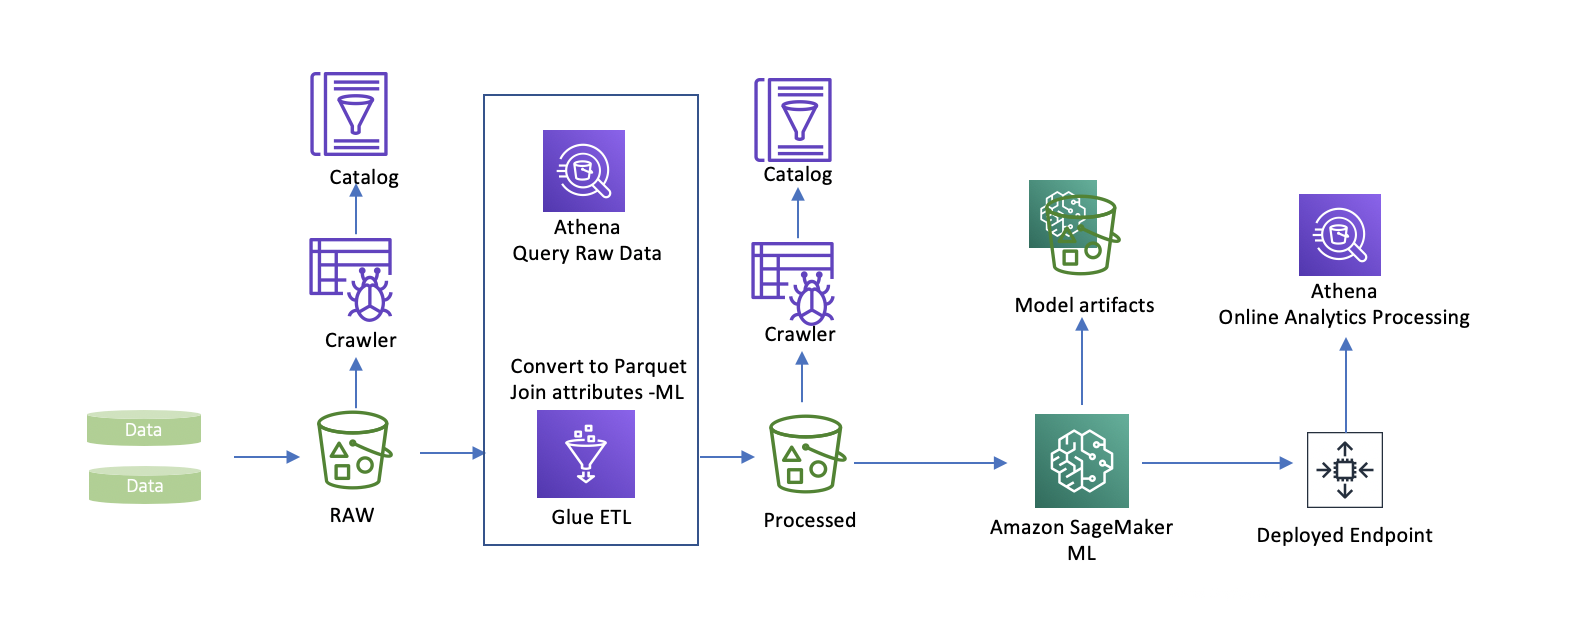 Data
Data
RAW
Crawler
Catalog
Athena
Query Raw Data
Convert to Parquet
Join attributes -ML
Glue ETL
Processed
Crawler
Catalog
Amazon SageMaker
ML
Model artifacts
Deployed Endpoint
Athena
Online Analytics Processing